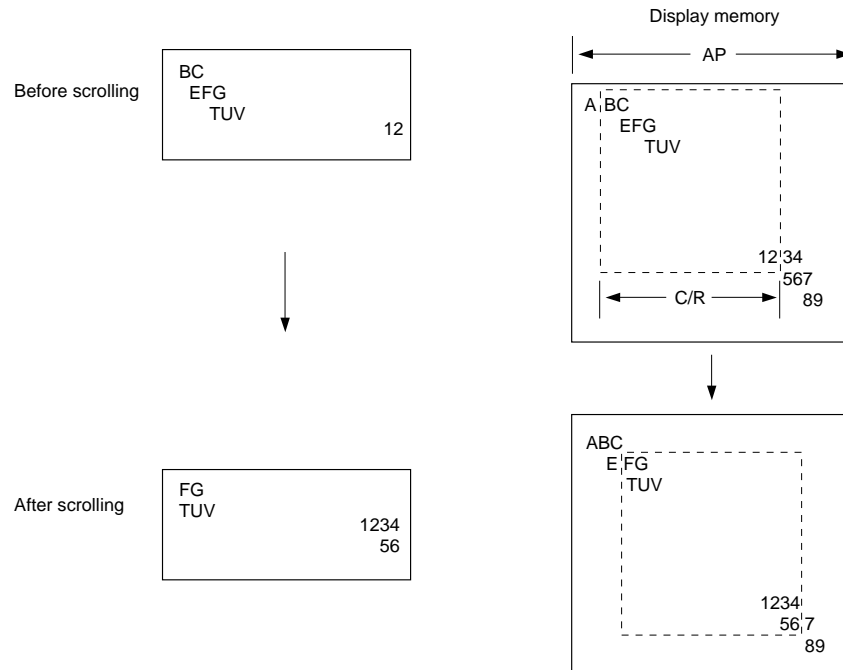 Display memory
AP
Before scrolling
BC
EFG
TUV
12
A BC
EFG
TUV
12 34
567
89
C/R
After scrolling
FG
TUV
1234
56
ABC
E FG
TUV
1234
56 7
89